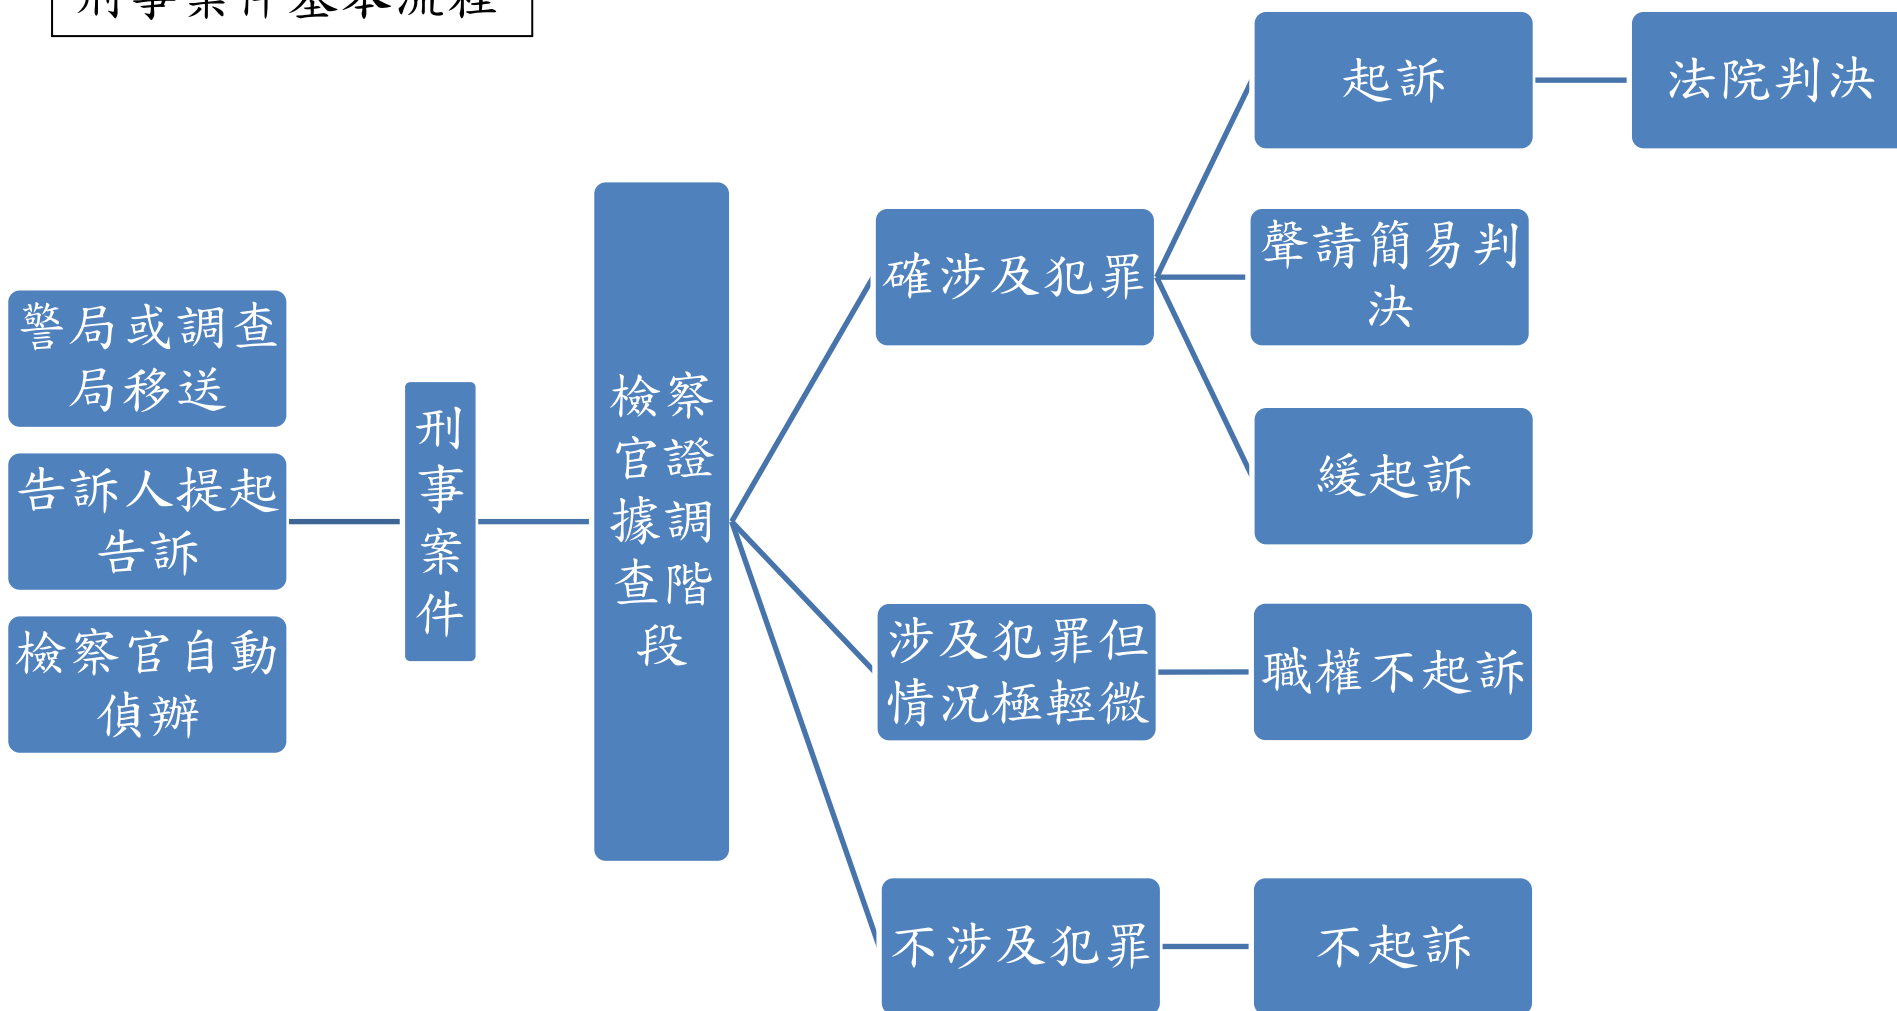 刑事案件基本流程
警局或調查
局移送
告訴人提起
告訴
檢察官自動
偵辦
刑
事
案
件
檢察
官證
據調
查階
段
確涉及犯罪
涉及犯罪但
情況極輕微
不涉及犯罪
起訴
聲請簡易判
決
緩起訴
職權不起訴
不起訴
法院判決